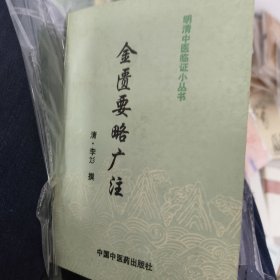 明清中医临证小丛书
金匮要略广注
清·李彣 撰
中国中医药出版社